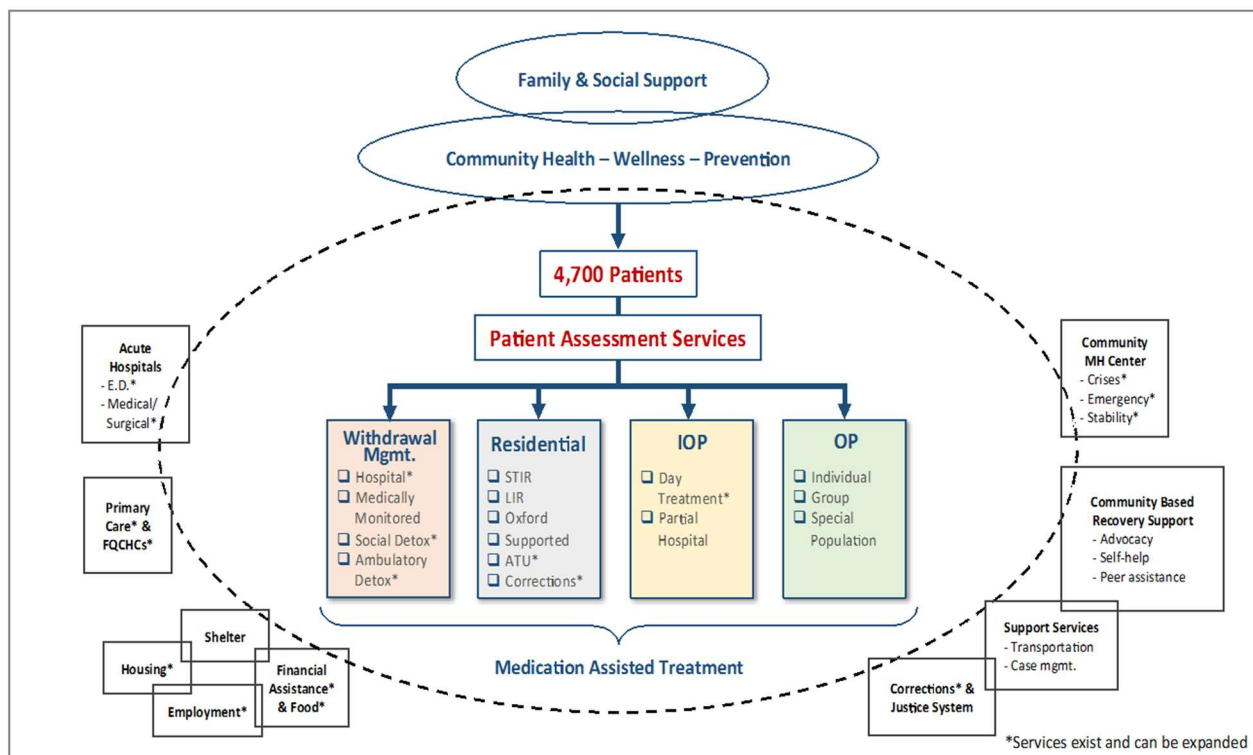 Family & Social Support
Community Health – Wellness – Prevention
4,700 Patients
Patient Assessment Services
Acute
Hospitals
- E.D.*
- Medical/
Surgical*
Primary
Care* &
FQCHCs*
Shelter
Housing*
Financial
Assistance*
& Food*
Employment*
Withdrawal
Mgmt.
❑ Hospital*
❑ Medically
Monitored
❑ Social Detox*
❑ Ambulatory
Detox*
Residential
❑ STIR
❑ LIR
❑ Oxford
❑ Supported
❑ ATU*
❑ Corrections*
IOP
❑ Day
Treatment*
❑ Partial
Hospital
OP
❑ Individual
❑ Group
❑ Special
Population
Medication Assisted Treatment
Community
MH Center
- Crises*
- Emergency*
- Stability*
Community Based
Recovery Support
- Advocacy
- Self-help
- Peer assistance
Support Services
- Transportation
- Case mgmt.
Corrections* &
Justice System
*Services exist and can be expanded